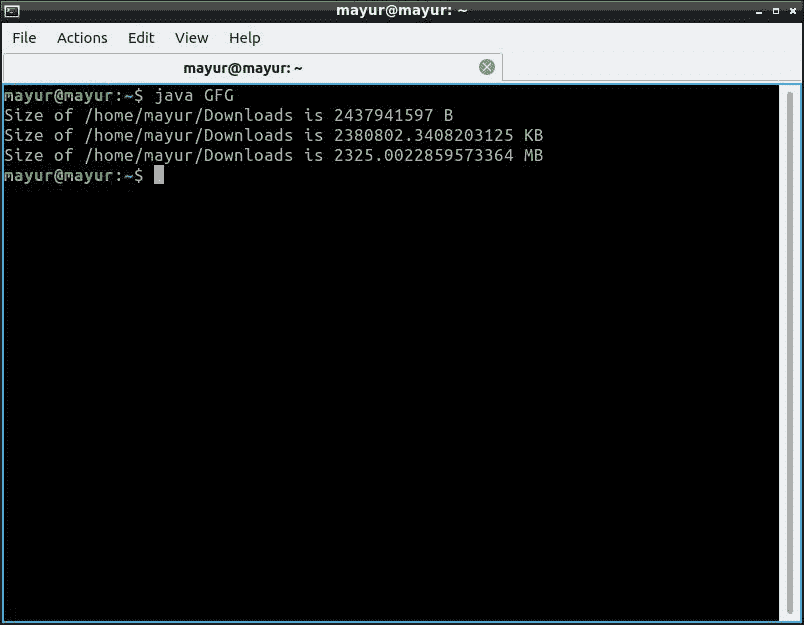 mayur@mayur: ~
File Actions Edit View Help
mayur@mayur: ~
mayur@mayur:~$ java GFG
Size of /home/mayur/Downloads is 2437941597 B
Size of /home/mayur/Downloads is 2380802.3408203125 KB
Size of /home/mayur/Downloads is 2325.0022859573364 MB
mayur@mayur:~$